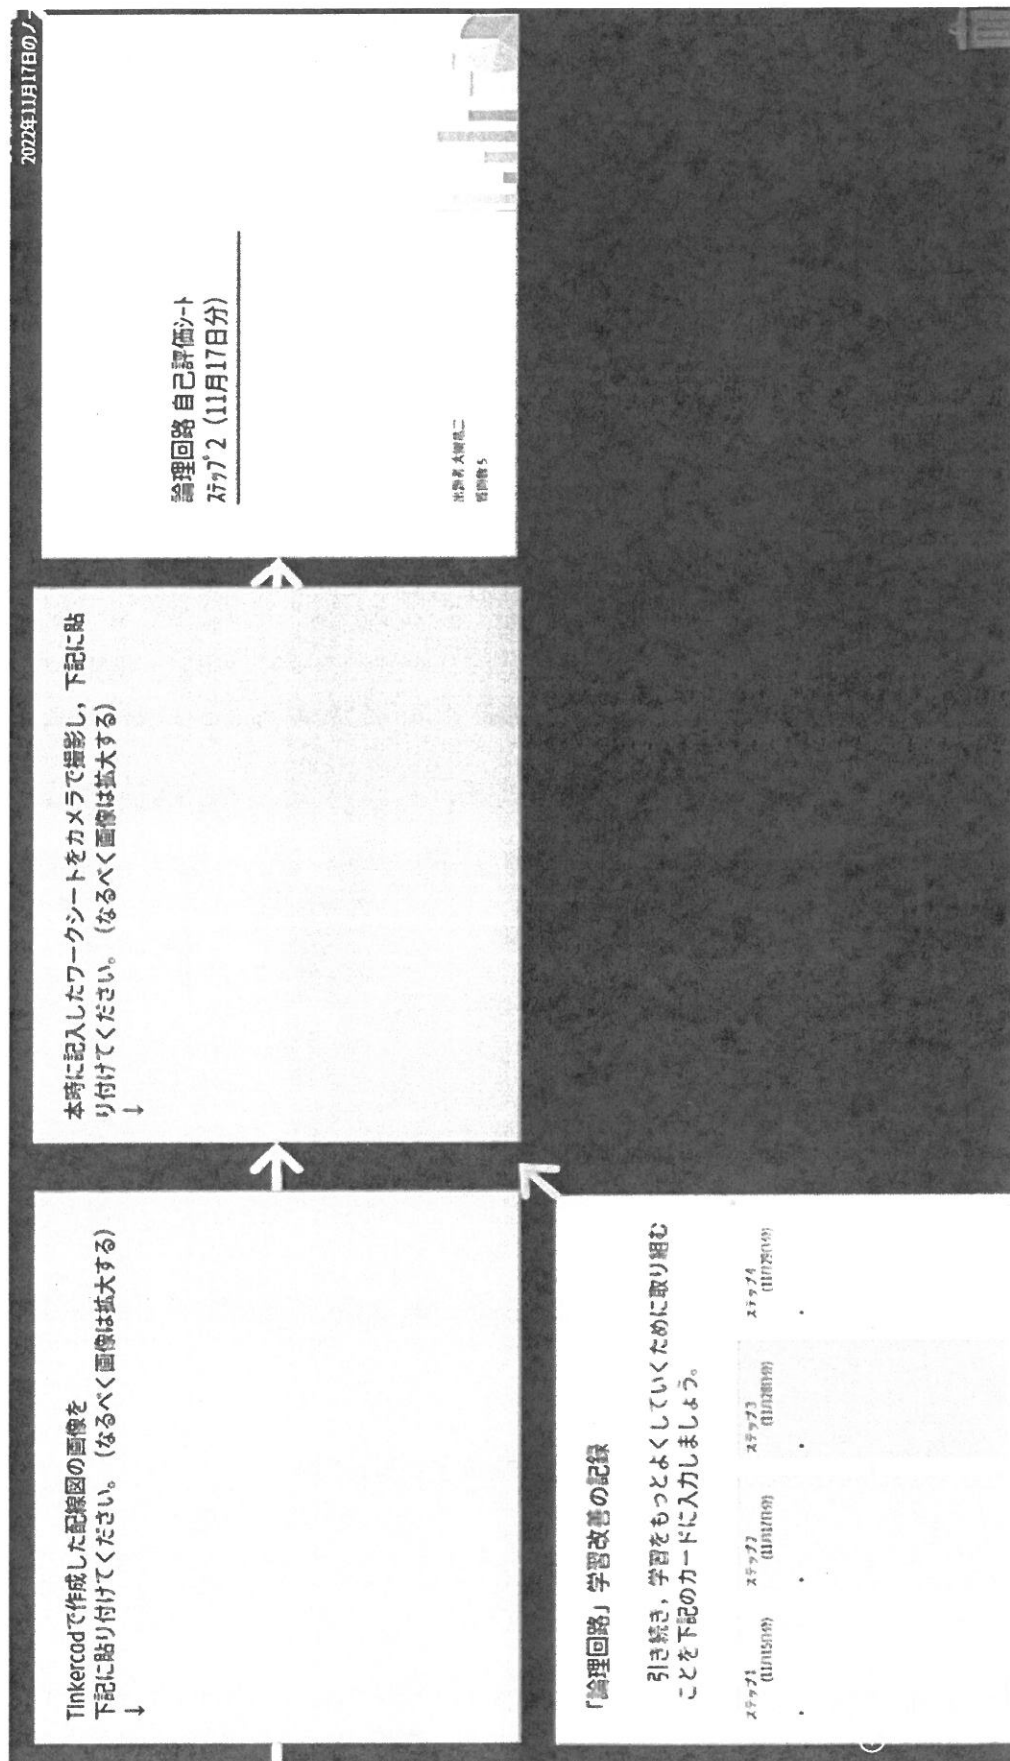 2022年11月17日のノー
Tinkercadで作成した配線図の画像を
下記に貼り付けてください。（なるべく画像は拡大する）
↓
本時に記入したワークシートをカメラで撮影し，下記に貼
り付けてください。（なるべく画像は拡大する）
↓
論理回路 自己評価シート
ステップ2（11月17日分）
質問数 5
「論理回路」学習改善の記録
引き続き，学習をもっとよくしていくために取り組む
ことを下記のカードに入力しましょう。
ステップ1
ステップ2
ステップ3
ステップ4